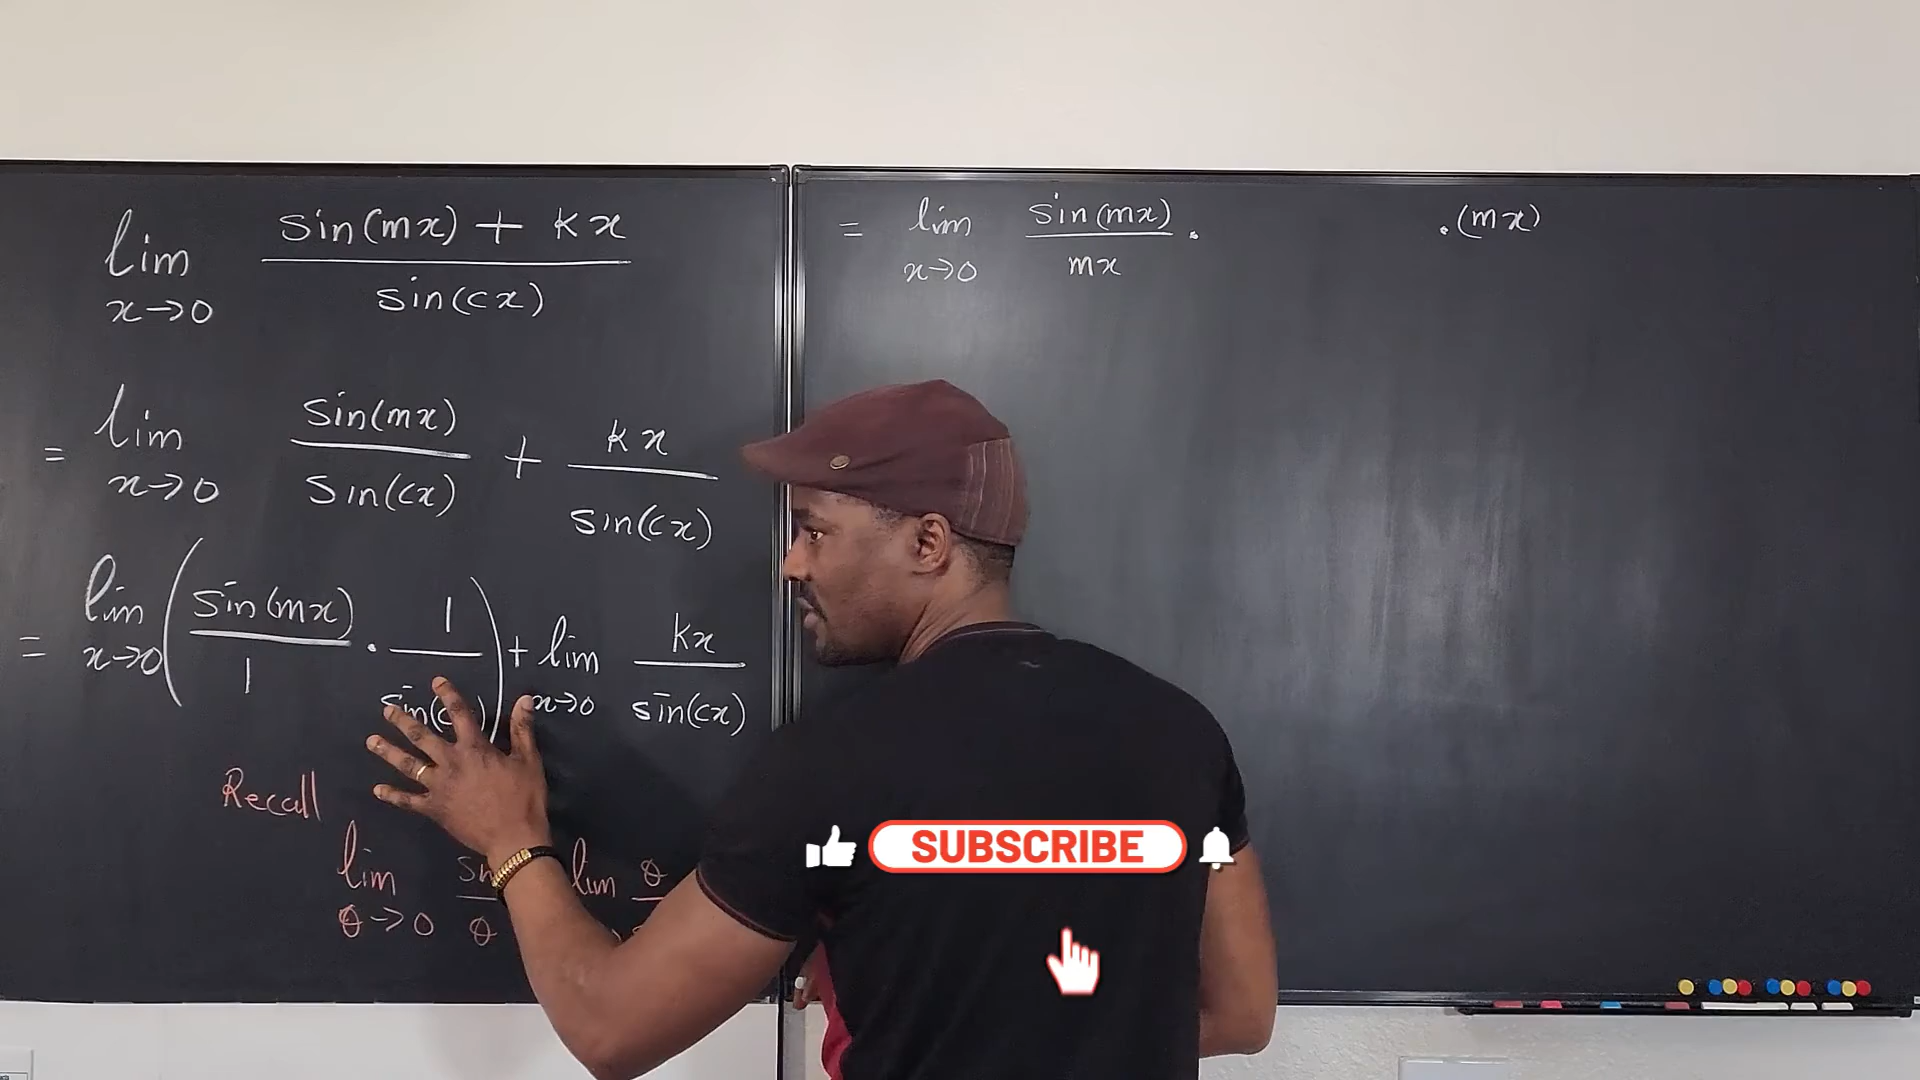 lim x→0 sin(mx) + kx / sin(cx)
= lim x→0 sin(mx) / sin(cx) + kx / sin(cx)
= lim x→0 ( sin(mx) / 1 · 1 / ) + lim x→0 kx / sin(cx)
Recall
lim θ→0 θ lim θ
= lim x→0 sin(mx) / mx · · (mx)
SUBSCRIBE